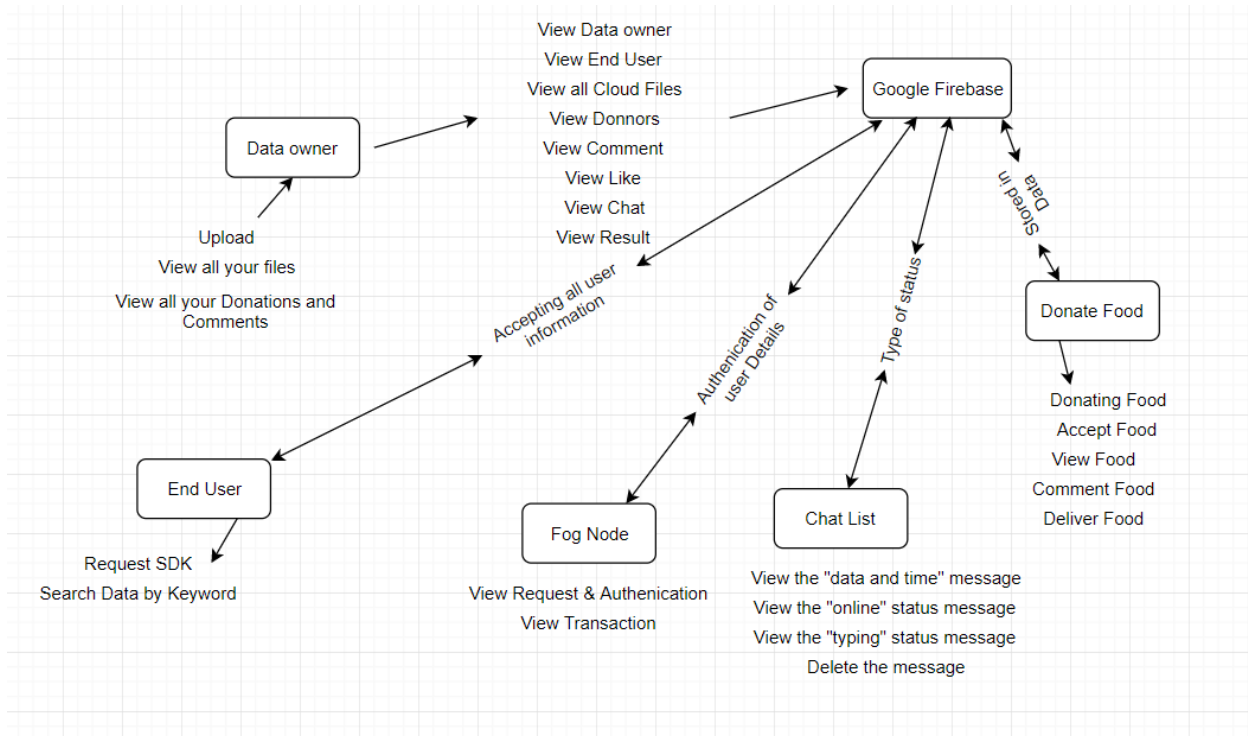 View Data owner
View End User
View all Cloud Files
View Donnors
View Comment
View Like
View Chat
View Result
Google Firebase
Data owner
Upload
View all your files
View all your Donations and
Comments
Accepting all user
information
Authenication of
user Details
Type of status
Data
Stored in
Donate Food
Donating Food
Accept Food
View Food
Comment Food
Deliver Food
End User
Request SDK
Search Data by Keyword
Fog Node
View Request & Authenication
View Transaction
Chat List
View the "data and time" message
View the "online" status message
View the "typing" status message
Delete the message